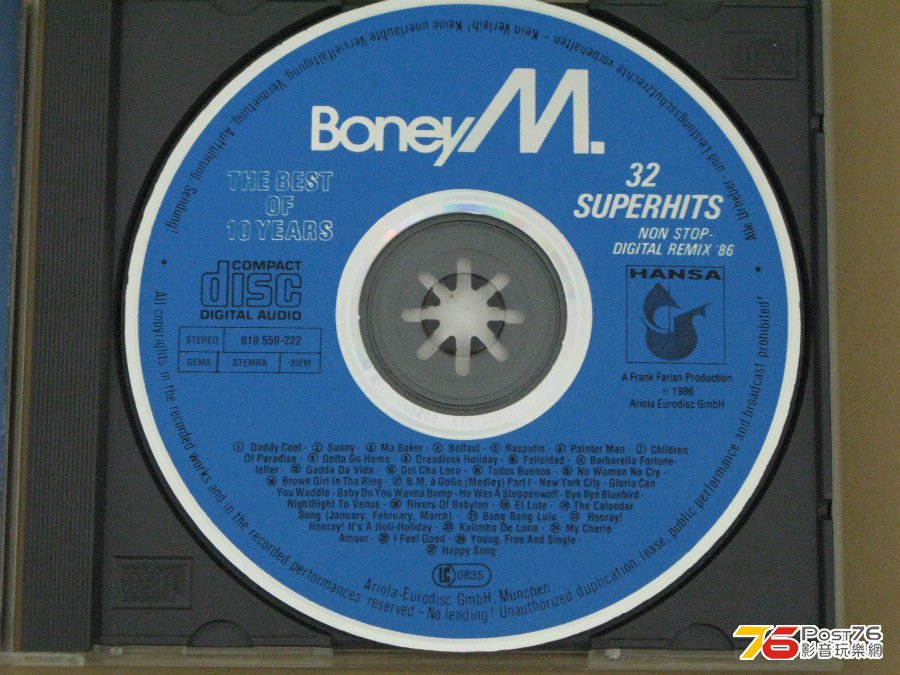 Alle Urheber- und Leistungsschutzrechte vorbehalten – Kein Verleih! Keine unerlaubte Vervielfältigung, Vermietung, Aufführung, Sendung!
Boney M.
THE BEST
OF
10 YEARS
32
SUPERHITS
NON STOP-
DIGITAL REMIX '86
COMPACT
disc
DIGITAL AUDIO
STEREO 610 550-222
GEMA STEMRA BIEM
HANSA
A Frank Farian Production
℗ 1986
Ariola Eurodisc GmbH
① Daddy Cool · ② Sunny · ③ Ma Baker · ④ Belfast · ⑤ Rasputin · ⑥ Painter Man · ⑦ Children
Of Paradise · ⑧ Gotta Go Home · ⑨ Dreadlock Holiday · ⑩ Felicidad · ⑪ Barbarella Fortune-
teller · ⑫ Gadda Da Vida · ⑬ Got Cha Loco · ⑭ Todos Buenos · ⑮ No Woman No Cry
⑯ Brown Girl In The Ring · ⑰ B.M. à GoGo (Medley) Part I · New York City · Gloria Can
You Waddle · Baby Do You Wanna Bump · He Was A Steppenwolf · Bye Bye Bluebird ·
Nightflight To Venus · ⑱ Rivers Of Babylon · ⑲ El Lute · ⑳ The Calendar
Song (January, February, March) · ㉑ Bang Bang Lulu · ㉒ Hooray!
Hooray! It's A Holi-Holiday · ㉓ Kalimba De Luna · ㉔ My Cherie
Amour · ㉕ I Feel Good · ㉖ Young, Free And Single ·
㉗ Happy Song
LC 0835
Ariola-Eurodisc GmbH, München
All copyrights in the recorded works and in the recorded performances reserved – No lending! Unauthorized duplication, lease, public performance and broadcast prohibited!
76 Post76
影音玩樂網